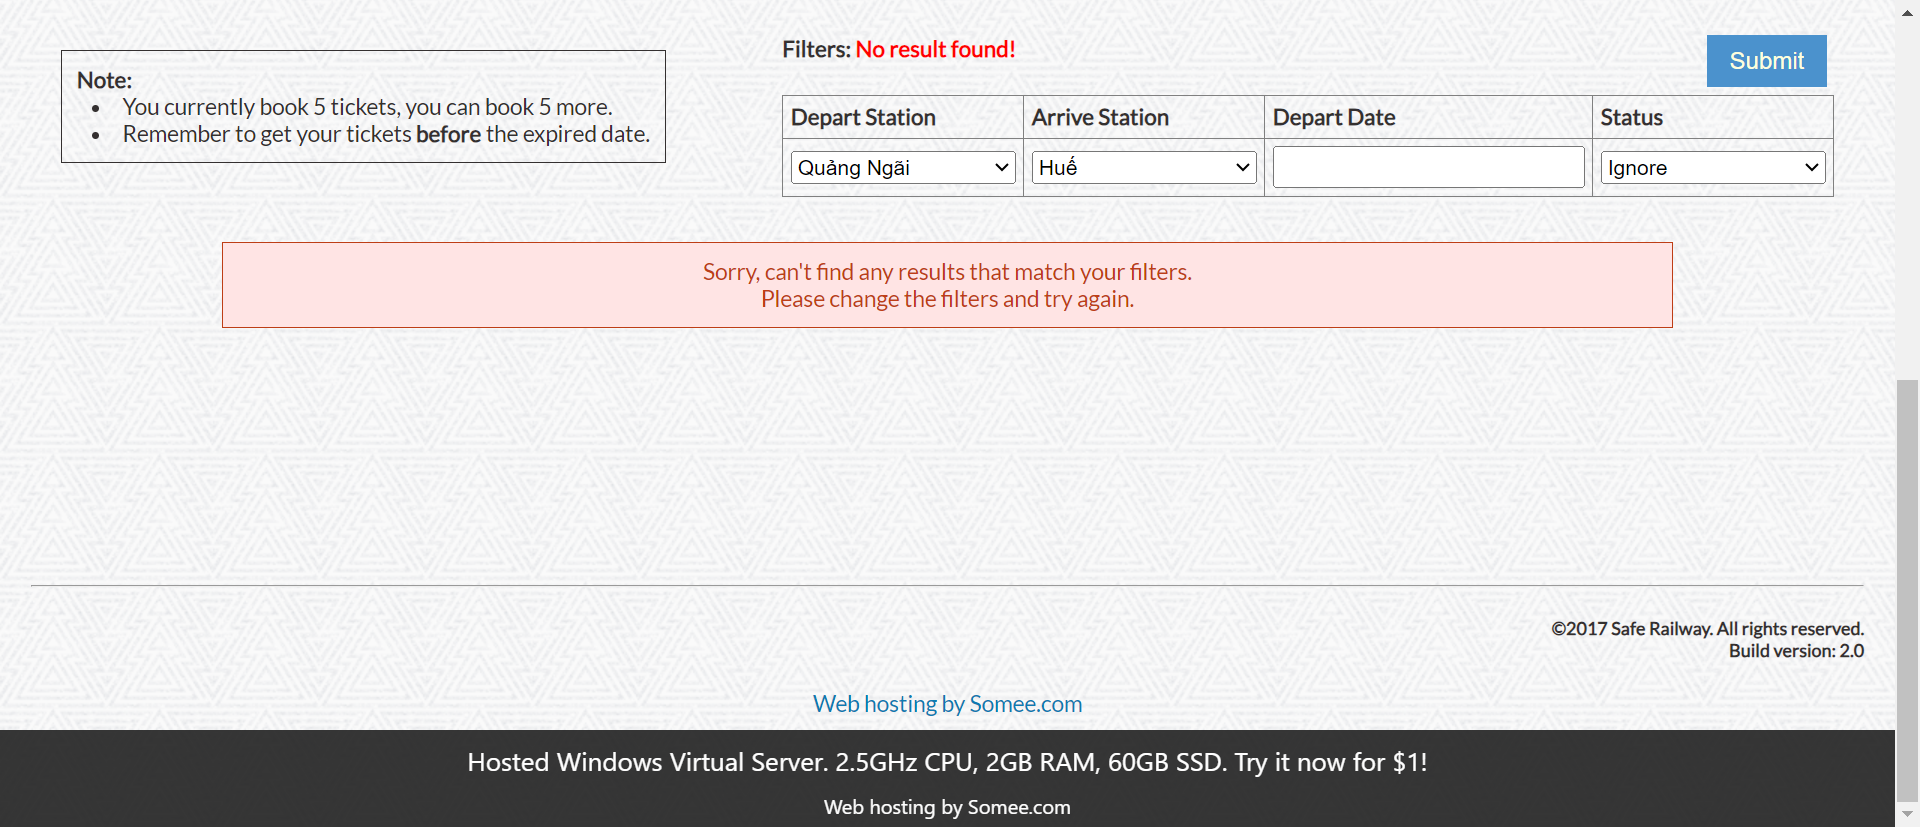 Note:
You currently book 5 tickets, you can book 5 more.
Remember to get your tickets before the expired date.
Filters: No result found!
Submit
Depart Station Arrive Station Depart Date Status
Quảng Ngãi Huế Ignore
Sorry, can't find any results that match your filters.
Please change the filters and try again.
©2017 Safe Railway. All rights reserved.
Build version: 2.0
Web hosting by Somee.com
Hosted Windows Virtual Server. 2.5GHz CPU, 2GB RAM, 60GB SSD. Try it now for $1!
Web hosting by Somee.com